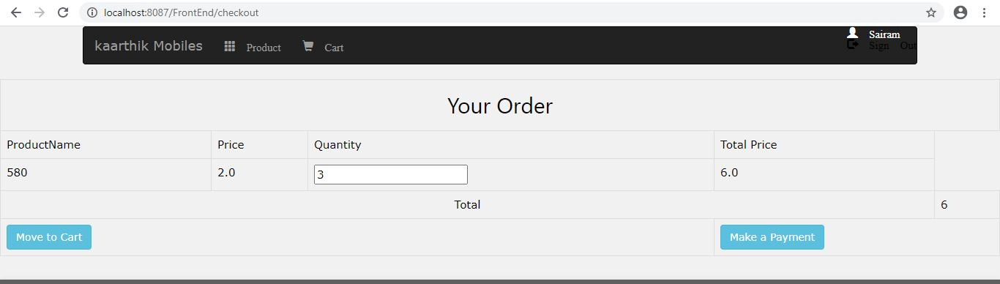 localhost:8087/FrontEnd/checkout
kaarthik Mobiles Product Cart Sairam
Sign Out
Your Order
ProductName Price Quantity Total Price
580 2.0 3 6.0
Total 6
Move to Cart Make a Payment